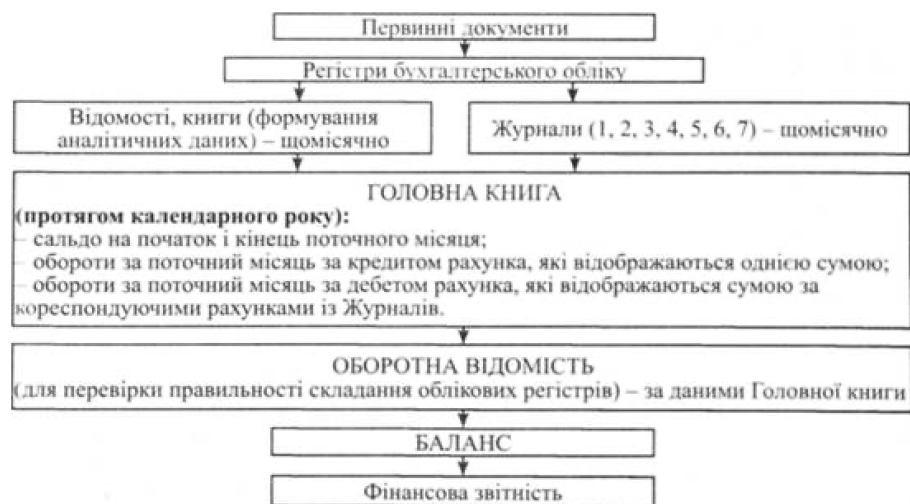 Первинні документи
Регістри бухгалтерського обліку
Відомості, книги (формування
аналітичних даних) – щомісячно
Журнали (1, 2, 3, 4, 5, 6, 7) – щомісячно
ГОЛОВНА КНИГА
(протягом календарного року):
– сальдо на початок і кінець поточного місяця;
– обороти за поточний місяць за кредитом рахунка, які відображаються однією сумою;
– обороти за поточний місяць за дебетом рахунка, які відображаються сумою за
кореспондуючими рахунками із Журналів.
ОБОРОТНА ВІДОМІСТЬ
(для перевірки правильності складання облікових регістрів) – за даними Головної книги
БАЛАНС
Фінансова звітність